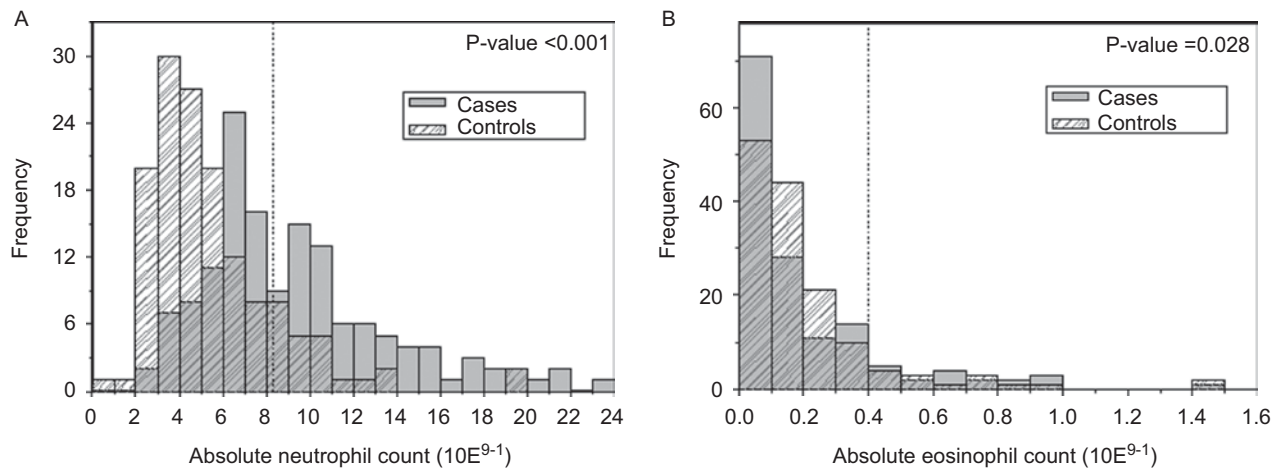 A
P-value <0.001
Cases
Controls
Frequency
30
24
18
12
6
0
0 2 4 6 8 10 12 14 16 18 20 22 24
Absolute neutrophil count (10E9-1)
B
P-value =0.028
Cases
Controls
Frequency
60
40
20
0
0.0 0.2 0.4 0.6 0.8 1.0 1.2 1.4 1.6
Absolute eosinophil count (10E9-1)